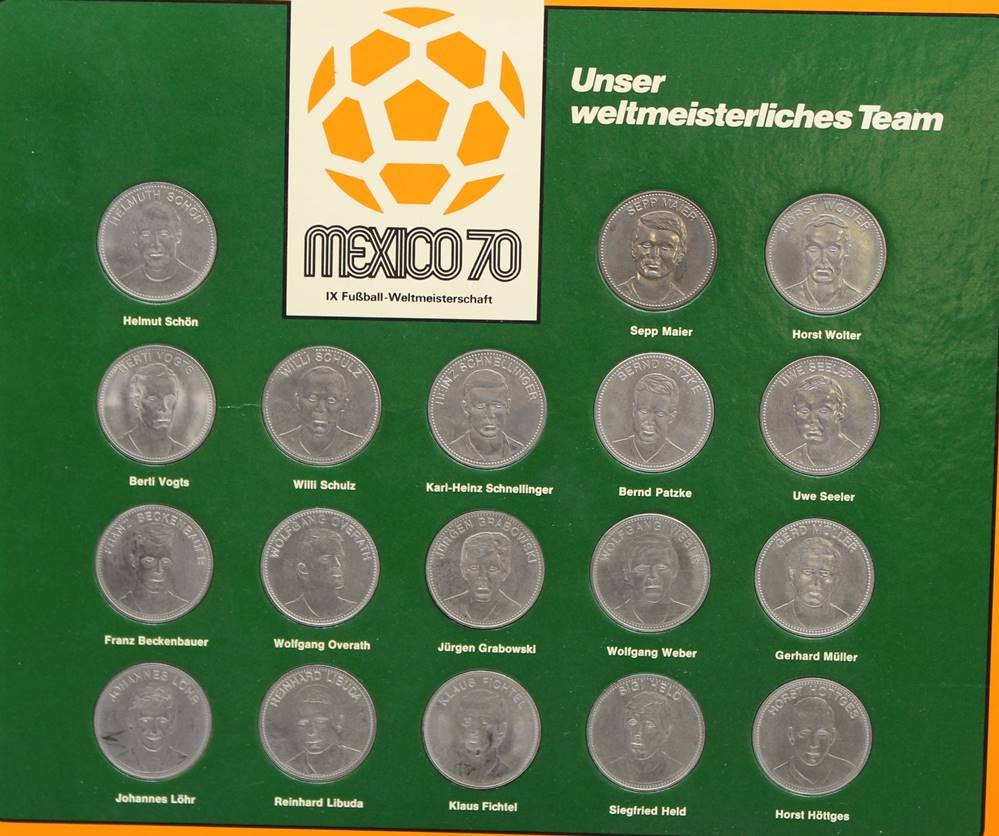 Unser
weltmeisterliches Team
MEXICO 70
IX Fußball-Weltmeisterschaft
HELMUTH SCHÖN
SEPP MAIER
HORST WOLTER
Helmut Schön
Sepp Maier
Horst Wolter
BERTI VOGTS
WILLI SCHULZ
HEINZ SCHNELLINGER
BERND PATZKE
UWE SEELER
Berti Vogts
Willi Schulz
Karl-Heinz Schnellinger
Bernd Patzke
Uwe Seeler
FRANZ BECKENBAUER
WOLFGANG OVERATH
JÜRGEN GRABOWSKI
WOLFGANG WEBER
GERD MÜLLER
Franz Beckenbauer
Wolfgang Overath
Jürgen Grabowski
Wolfgang Weber
Gerhard Müller
JOHANNES LÖHR
REINHARD LIBUDA
KLAUS FICHTEL
SIGI HELD
HORST HÖTTGES
Johannes Löhr
Reinhard Libuda
Klaus Fichtel
Siegfried Held
Horst Höttges